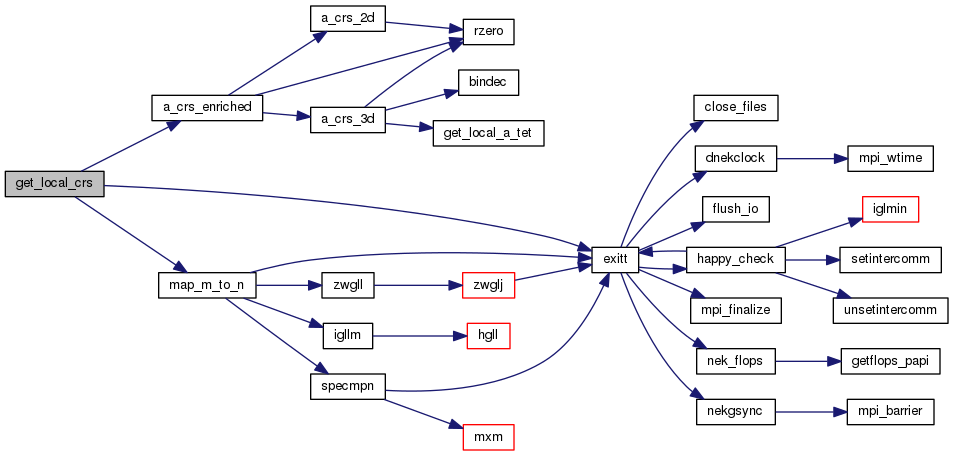 get_local_crs
a_crs_enriched
map_m_to_n
a_crs_2d
a_crs_3d
zwgll
igllm
specmpn
rzero
bindec
get_local_a_tet
zwglj
hgll
mxm
exitt
close_files
dnekclock
flush_io
happy_check
mpi_finalize
nek_flops
nekgsync
mpi_wtime
iglmin
setintercomm
unsetintercomm
getflops_papi
mpi_barrier